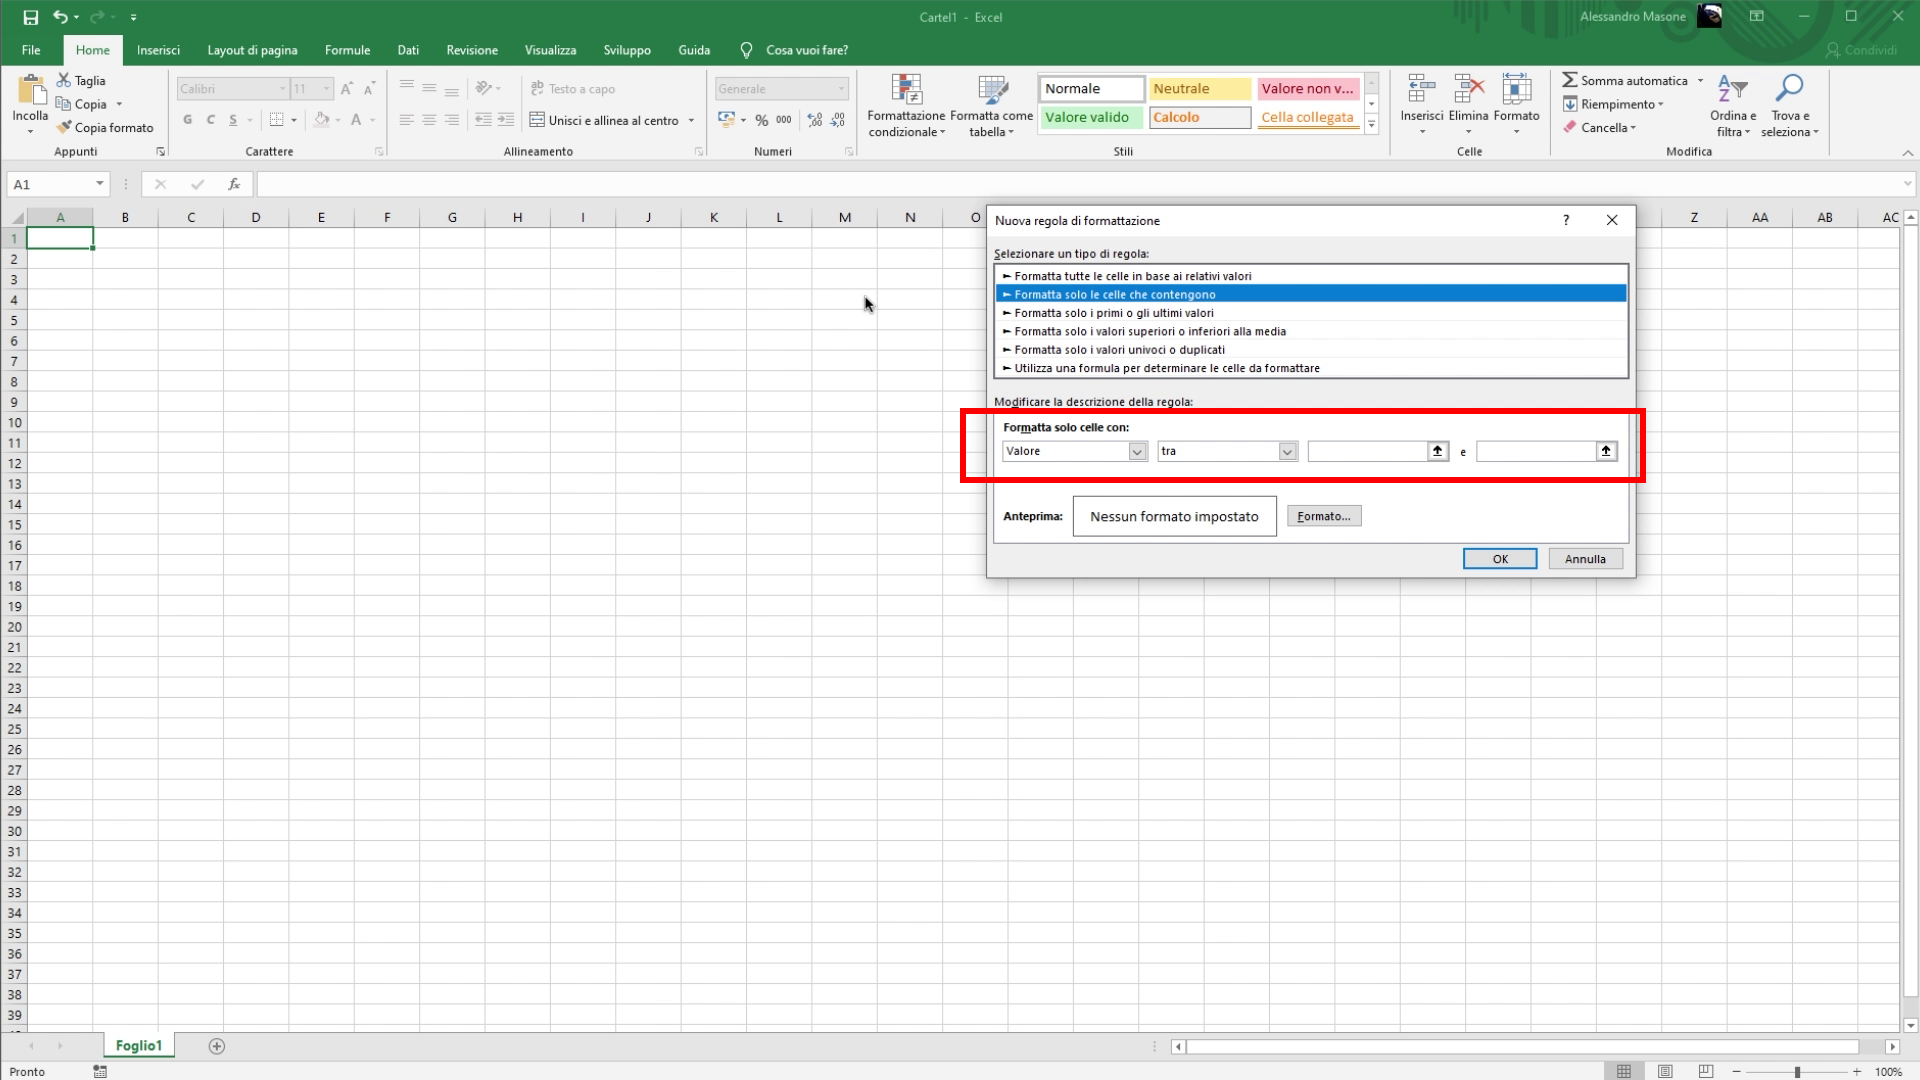 Cartel1 - Excel
Alessandro Masone
File Home Inserisci Layout di pagina Formule Dati Revisione Visualizza Sviluppo Guida Cosa vuoi fare? Condividi
Incolla
Taglia
Copia
Copia formato
Appunti
Calibri 11
G C S
Carattere
Testo a capo
Unisci e allinea al centro
Allineamento
Generale
% 000
Numeri
Formattazione condizionale
Formatta come tabella
Normale Neutrale Valore non v...
Valore valido Calcolo Cella collegata
Stili
Inserisci Elimina Formato
Celle
Somma automatica
Riempimento
Cancella
Ordina e filtra
Trova e seleziona
Modifica
A1
fx
A B C D E F G H I J K L M N O Z AA AB AC
1
2
3
4
5
6
7
8
9
10
11
12
13
14
15
16
17
18
19
20
21
22
23
24
25
26
27
28
29
30
31
32
33
34
35
36
37
38
39
Nuova regola di formattazione ?
Selezionare un tipo di regola:
► Formatta tutte le celle in base ai relativi valori
► Formatta solo le celle che contengono
► Formatta solo i primi o gli ultimi valori
► Formatta solo i valori superiori o inferiori alla media
► Formatta solo i valori univoci o duplicati
► Utilizza una formula per determinare le celle da formattare
Modificare la descrizione della regola:
Formatta solo celle con:
Valore tra e
Anteprima: Nessun formato impostato Formato...
OK Annulla
Foglio1
Pronto
100%